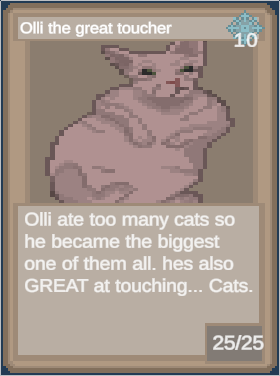 Olli the great toucher
10
Olli ate too many cats so
he became the biggest
one of them all. hes also
GREAT at touching... Cats.
25/25